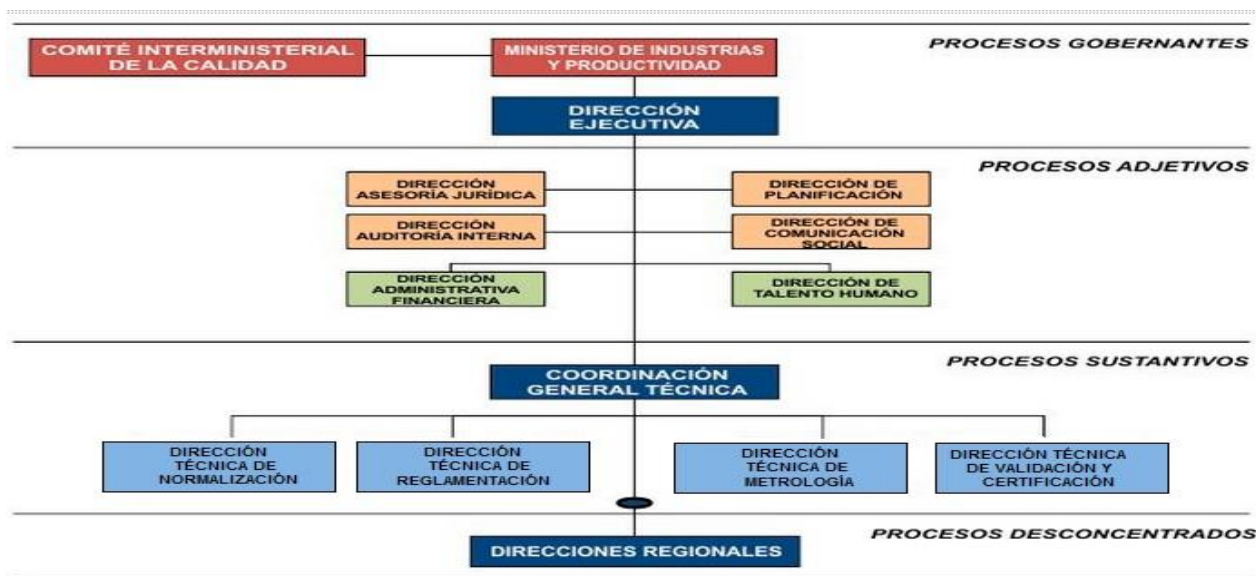 PROCESOS GOBERNANTES
COMITÉ INTERMINISTERIAL
DE LA CALIDAD
MINISTERIO DE INDUSTRIAS
Y PRODUCTIVIDAD
DIRECCIÓN
EJECUTIVA
PROCESOS ADJETIVOS
DIRECCIÓN
ASESORÍA JURÍDICA
DIRECCIÓN DE
PLANIFICACIÓN
DIRECCIÓN
AUDITORÍA INTERNA
DIRECCIÓN DE
COMUNICACIÓN
SOCIAL
DIRECCIÓN
ADMINISTRATIVA
FINANCIERA
DIRECCIÓN DE
TALENTO HUMANO
PROCESOS SUSTANTIVOS
COORDINACIÓN
GENERAL TÉCNICA
DIRECCIÓN
TÉCNICA DE
NORMALIZACIÓN
DIRECCIÓN
TÉCNICA DE
REGLAMENTACIÓN
DIRECCIÓN
TÉCNICA DE
METROLOGÍA
DIRECCIÓN TÉCNICA
DE VALIDACIÓN Y
CERTIFICACIÓN
PROCESOS DESCONCENTRADOS
DIRECCIONES REGIONALES